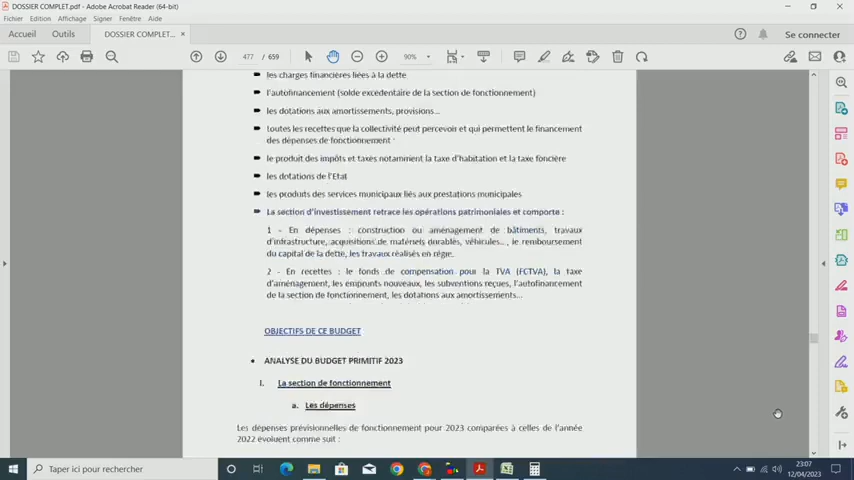 DOSSIER COMPLET.pdf - Adobe Acrobat Reader (64-bit)
Fichier Edition Affichage Signer Fenêtre Aide
Accueil Outils DOSSIER COMPLET... × Se connecter
477 / 659 90%
les charges financières liées à la dette
l'autofinancement (solde excédentaire de la section de fonctionnement)
les dotations aux amortissements, provisions...
toutes les recettes que la collectivité peut percevoir et qui permettent le financement
des dépenses de fonctionnement
le produit des impôts et taxes notamment la taxe d'habitation et la taxe foncière
les dotations de l'Etat
les produits des services municipaux liés aux prestations municipales
La section d'investissement retrace les opérations patrimoniales et comporte :
1 - En dépenses : construction ou aménagement de bâtiments, travaux
d'infrastructure, acquisitions de matériels durables, véhicules..., le remboursement
du capital de la dette, les travaux réalisés en régie.
2 - En recettes : le fonds de compensation pour la TVA (FCTVA), la taxe
d'aménagement, les emprunts nouveaux, les subventions reçues, l'autofinancement
de la section de fonctionnement, les dotations aux amortissements...
OBJECTIFS DE CE BUDGET
• ANALYSE DU BUDGET PRIMITIF 2023
I. La section de fonctionnement
a. Les dépenses
Les dépenses prévisionnelles de fonctionnement pour 2023 comparées à celles de l'année
2022 évoluent comme suit :
Taper ici pour rechercher
23:07
12/04/2023